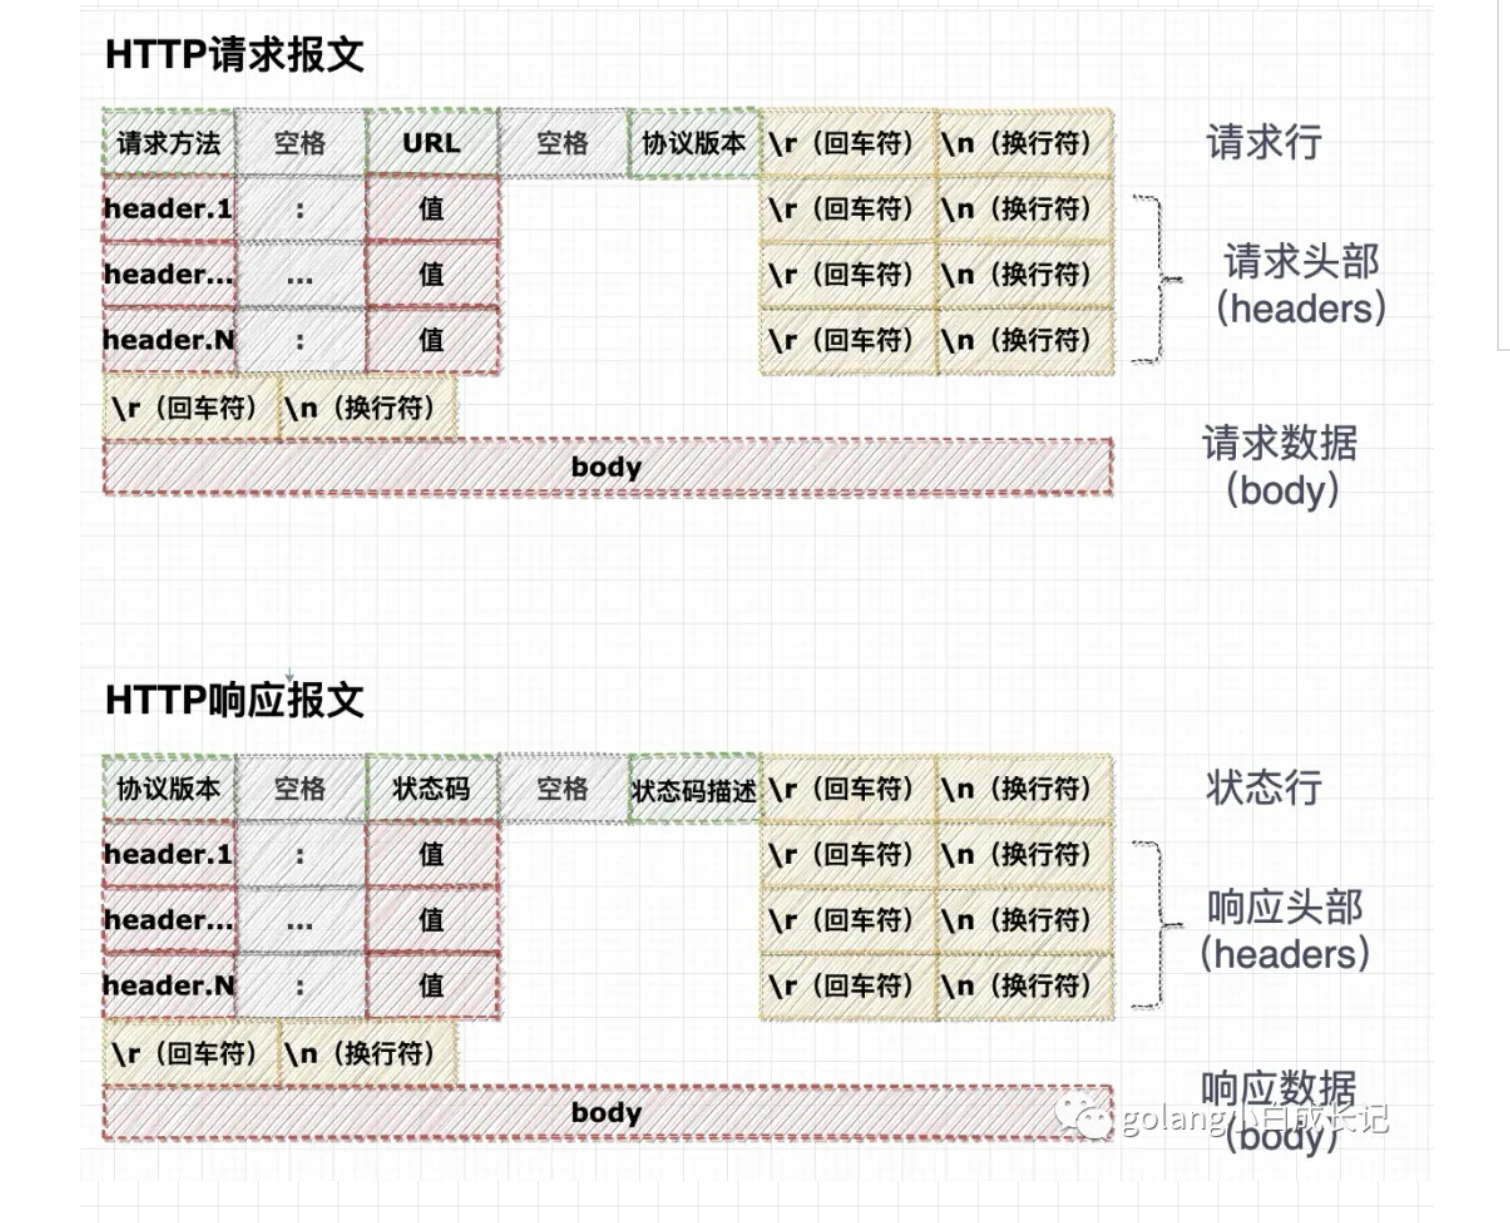 HTTP请求报文
请求方法 空格 URL 空格 协议版本 \r（回车符） \n（换行符） 请求行
header.1 : 值 \r（回车符） \n（换行符）
header... ... 值 \r（回车符） \n（换行符）
header.N : 值 \r（回车符） \n（换行符）
请求头部
（headers）
\r（回车符） \n（换行符）
body
请求数据
（body）
HTTP响应报文
协议版本 空格 状态码 空格 状态码描述 \r（回车符） \n（换行符） 状态行
header.1 : 值 \r（回车符） \n（换行符）
header... ... 值 \r（回车符） \n（换行符）
header.N : 值 \r（回车符） \n（换行符）
响应头部
（headers）
\r（回车符） \n（换行符）
body
响应数据
（body）
golang小白成长记